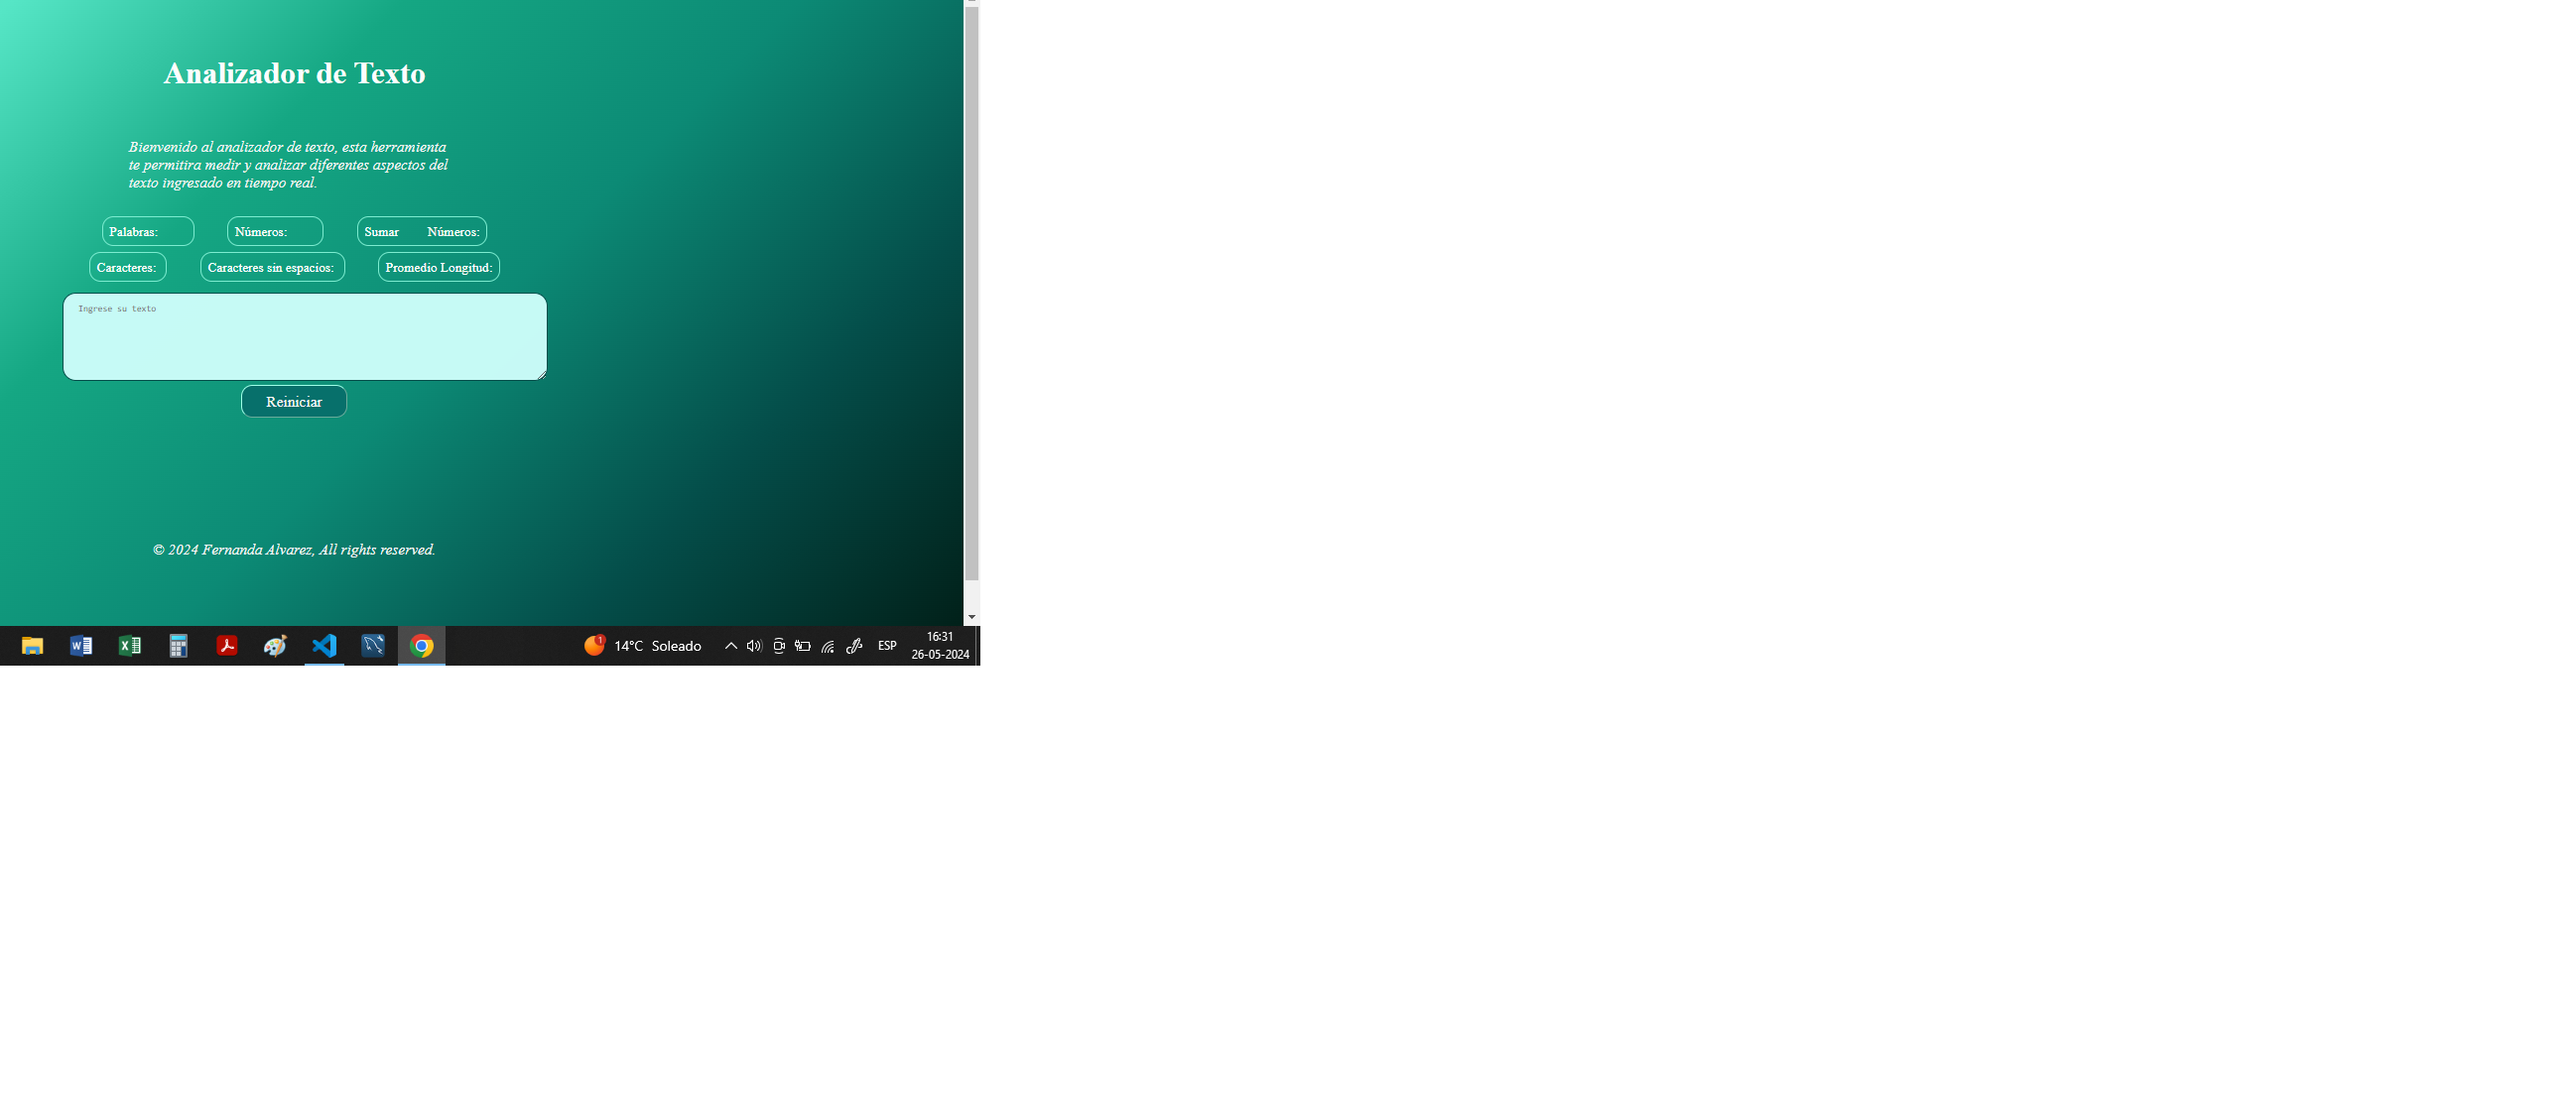 Analizador de Texto
Bienvenido al analizador de texto, esta herramienta
te permitira medir y analizar diferentes aspectos del
texto ingresado en tiempo real.
Palabras: Números: Sumar Números:
Caracteres: Caracteres sin espacios: Promedio Longitud:
Ingrese su texto
Reiniciar
© 2024 Fernanda Alvarez, All rights reserved.
1 14°C Soleado ESP 16:31
26-05-2024